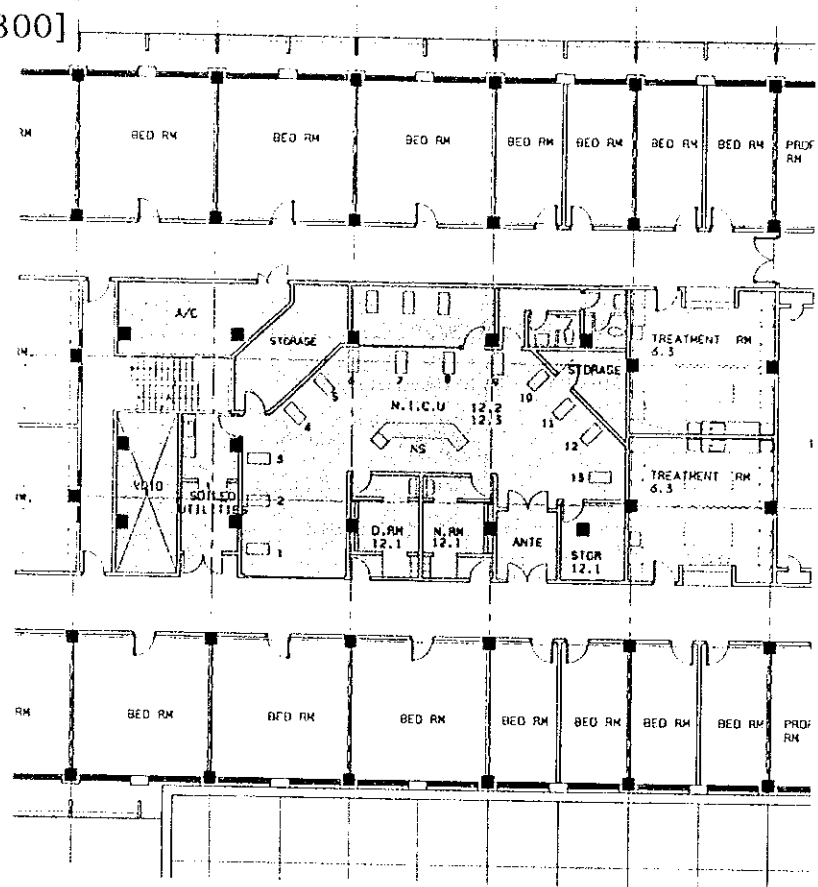 300]
RM
BED RM
BED RM
BED RM
BED RM
BED RM
BED RM
BED RM
PROF
RM
A/C
STORAGE
TREATMENT RM
6.3
STORAGE
6
7
8
9
10
5
4
N.I.C.U
12.2
12.3
11
12
NS
3
13
2
1
VOID
SOILED
UTILITIES
TREATMENT RM
6.3
D.RM
12.1
N.RM
12.1
ANTE
STOR
12.1
RM
BED RM
BED RM
BED RM
BED RM
BED RM
BED RM
BED RM
PROF
RM